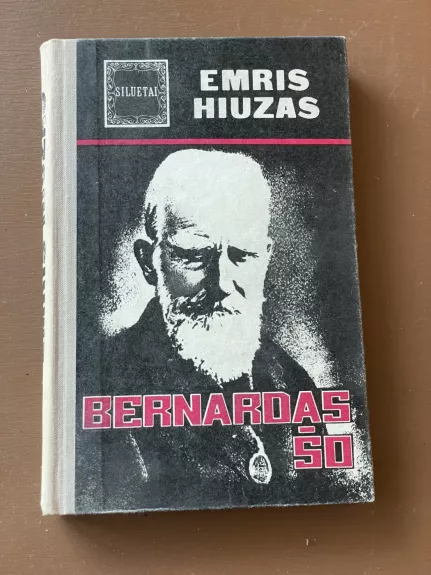 SILUETAI
EMRIS
HIUZAS
BERNARDAS
ŠO